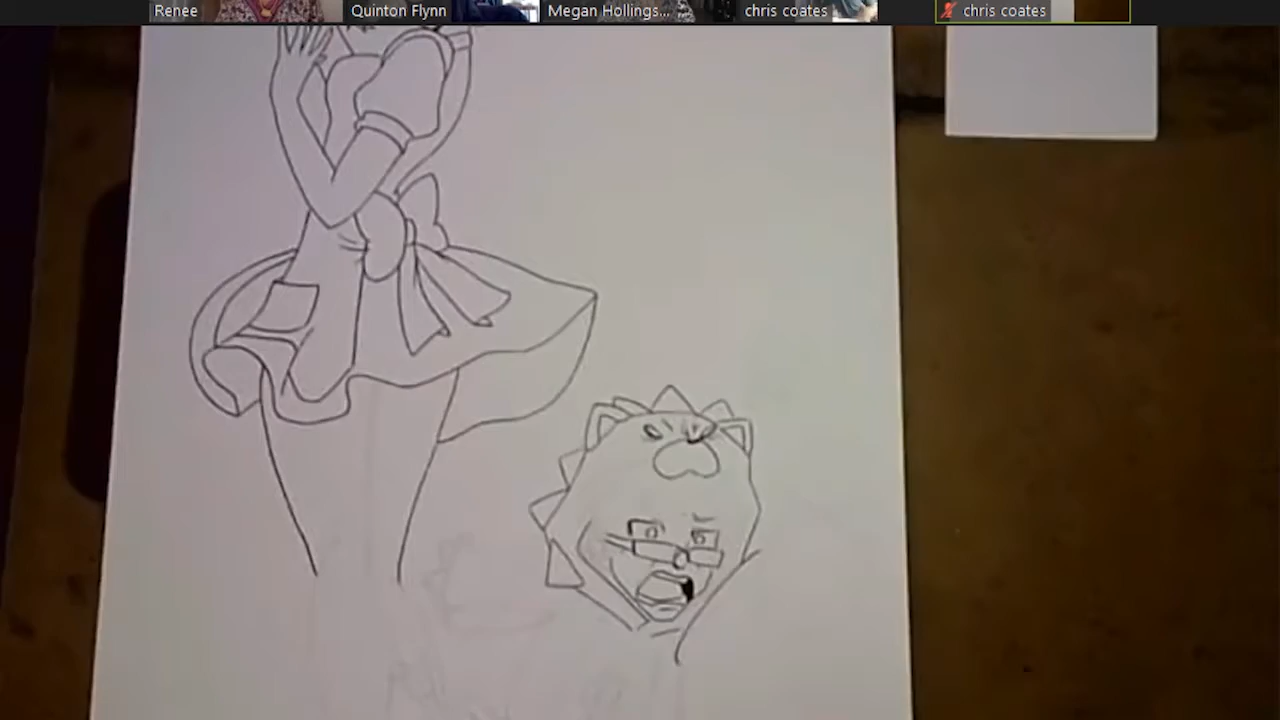 Renee
Quinton Flynn
Megan Hollings...
chris coates
chris coates